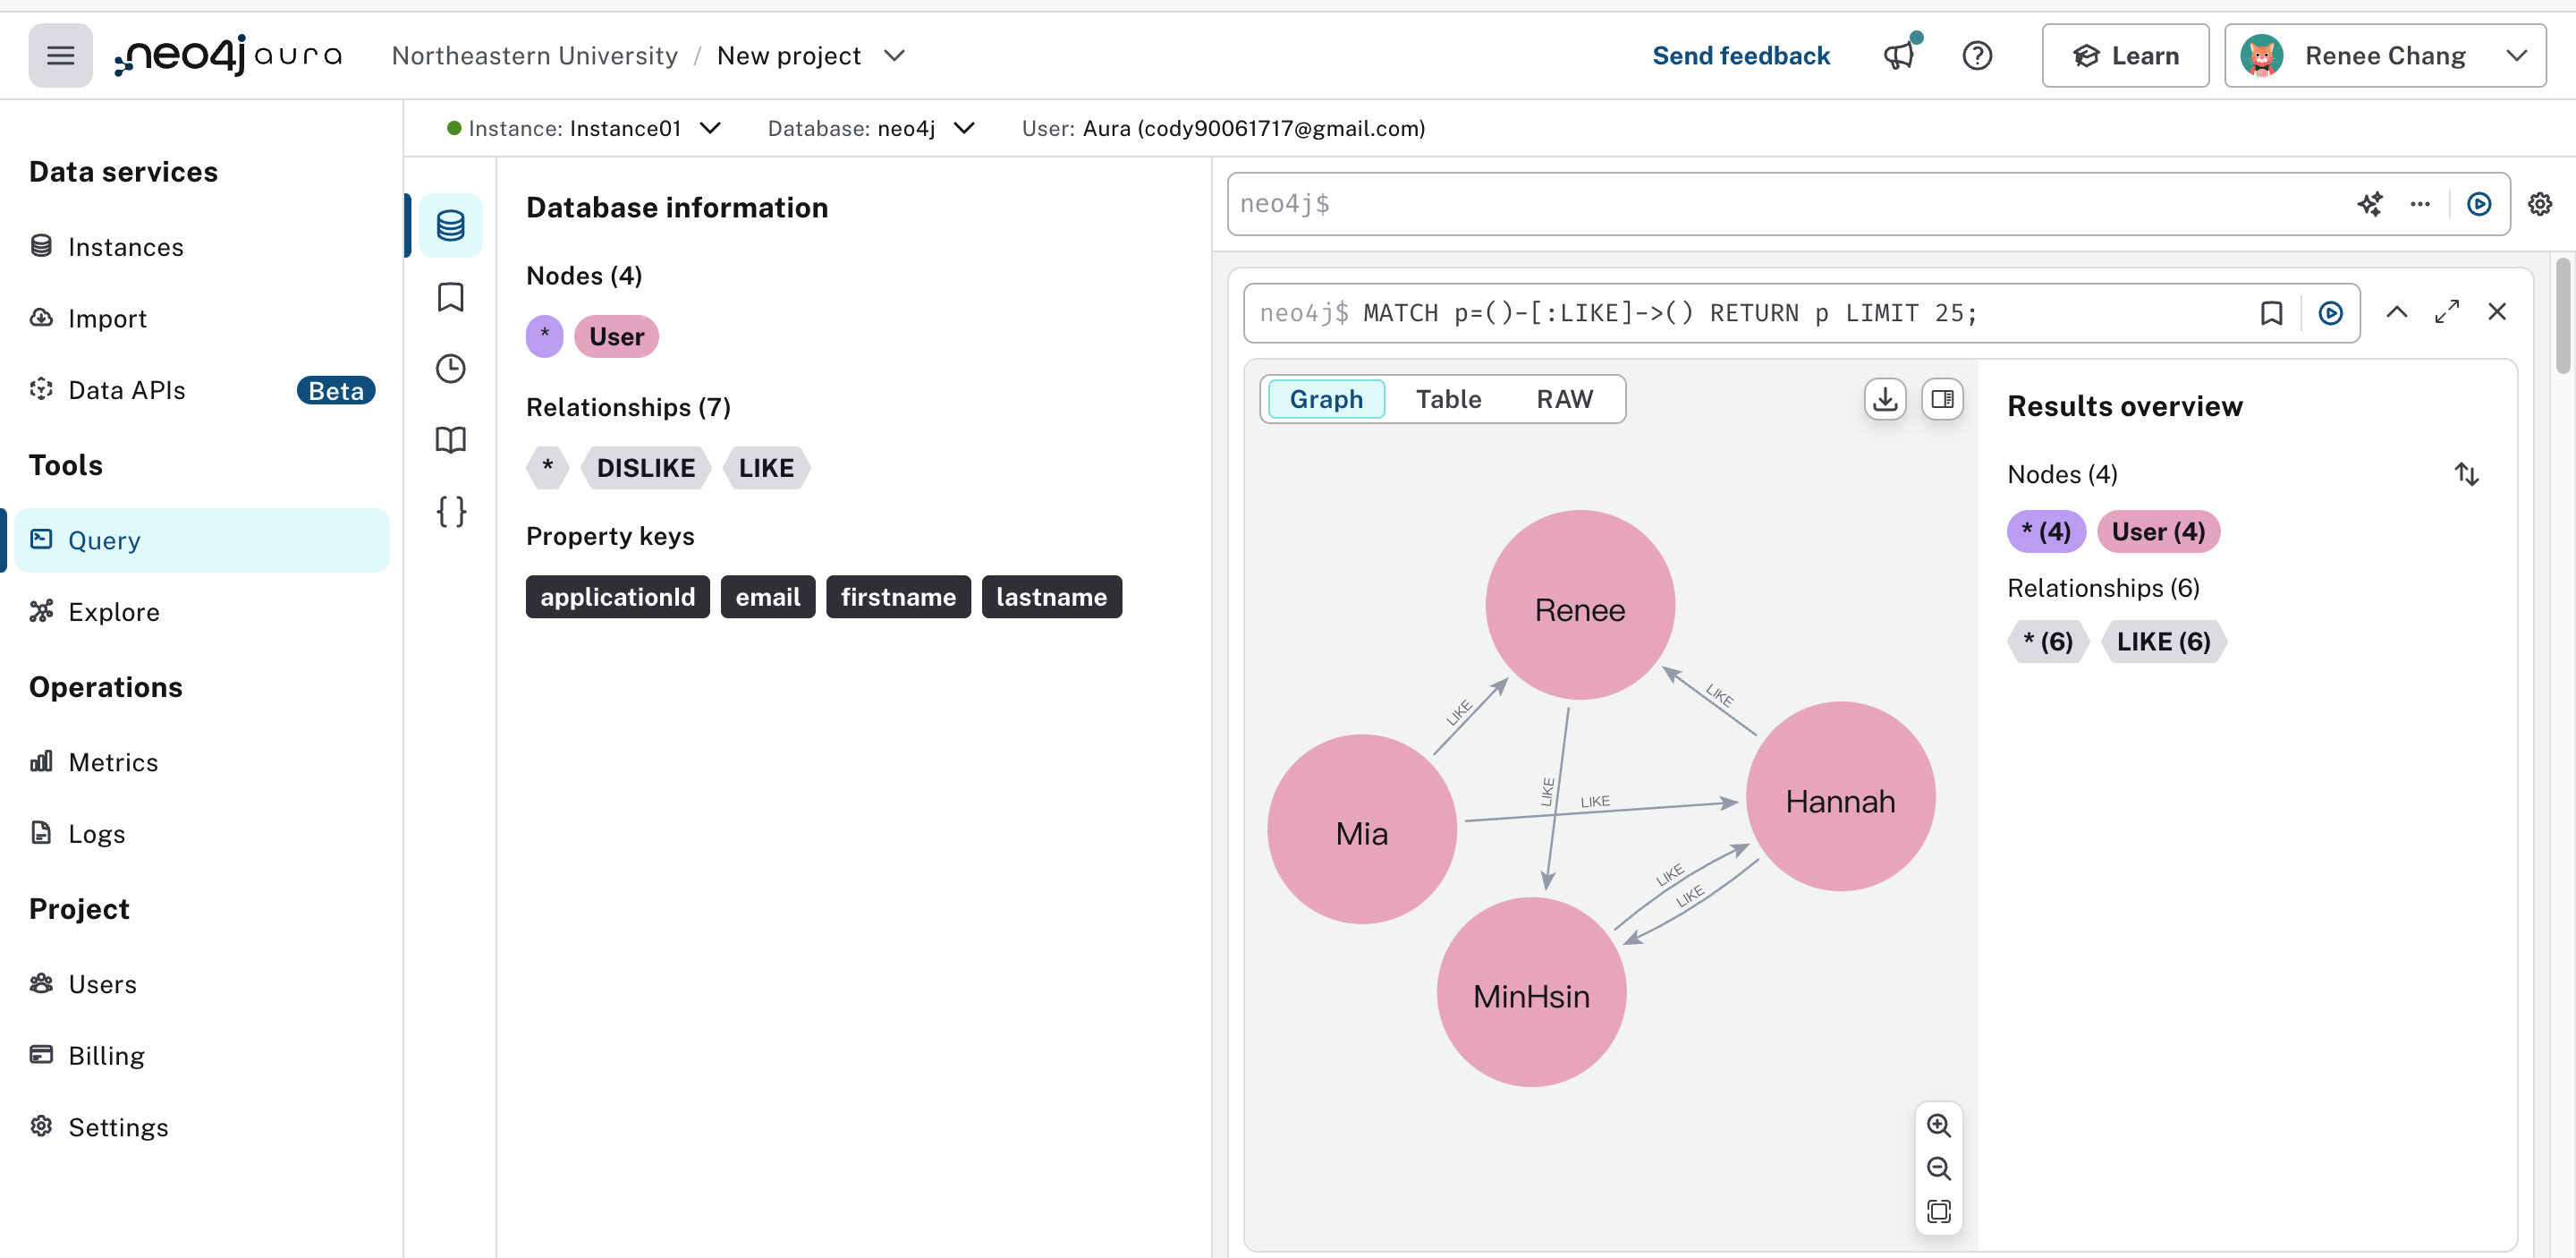 neo4j aura
Northeastern University / New project
Send feedback
Learn
Renee Chang
Instance: Instance01
Database: neo4j
User: Aura (cody90061717@gmail.com)
Data services
Instances
Import
Data APIs Beta
Tools
Query
Explore
Operations
Metrics
Logs
Project
Users
Billing
Settings
Database information
Nodes (4)
* User
Relationships (7)
* DISLIKE LIKE
Property keys
applicationId email firstname lastname
neo4j$
neo4j$ MATCH p=()-[:LIKE]->() RETURN p LIMIT 25;
Graph Table RAW
Renee
LIKE
LIKE
LIKE
LIKE
Hannah
Mia
LIKE
LIKE
MinHsin
Results overview
Nodes (4)
* (4) User (4)
Relationships (6)
* (6) LIKE (6)